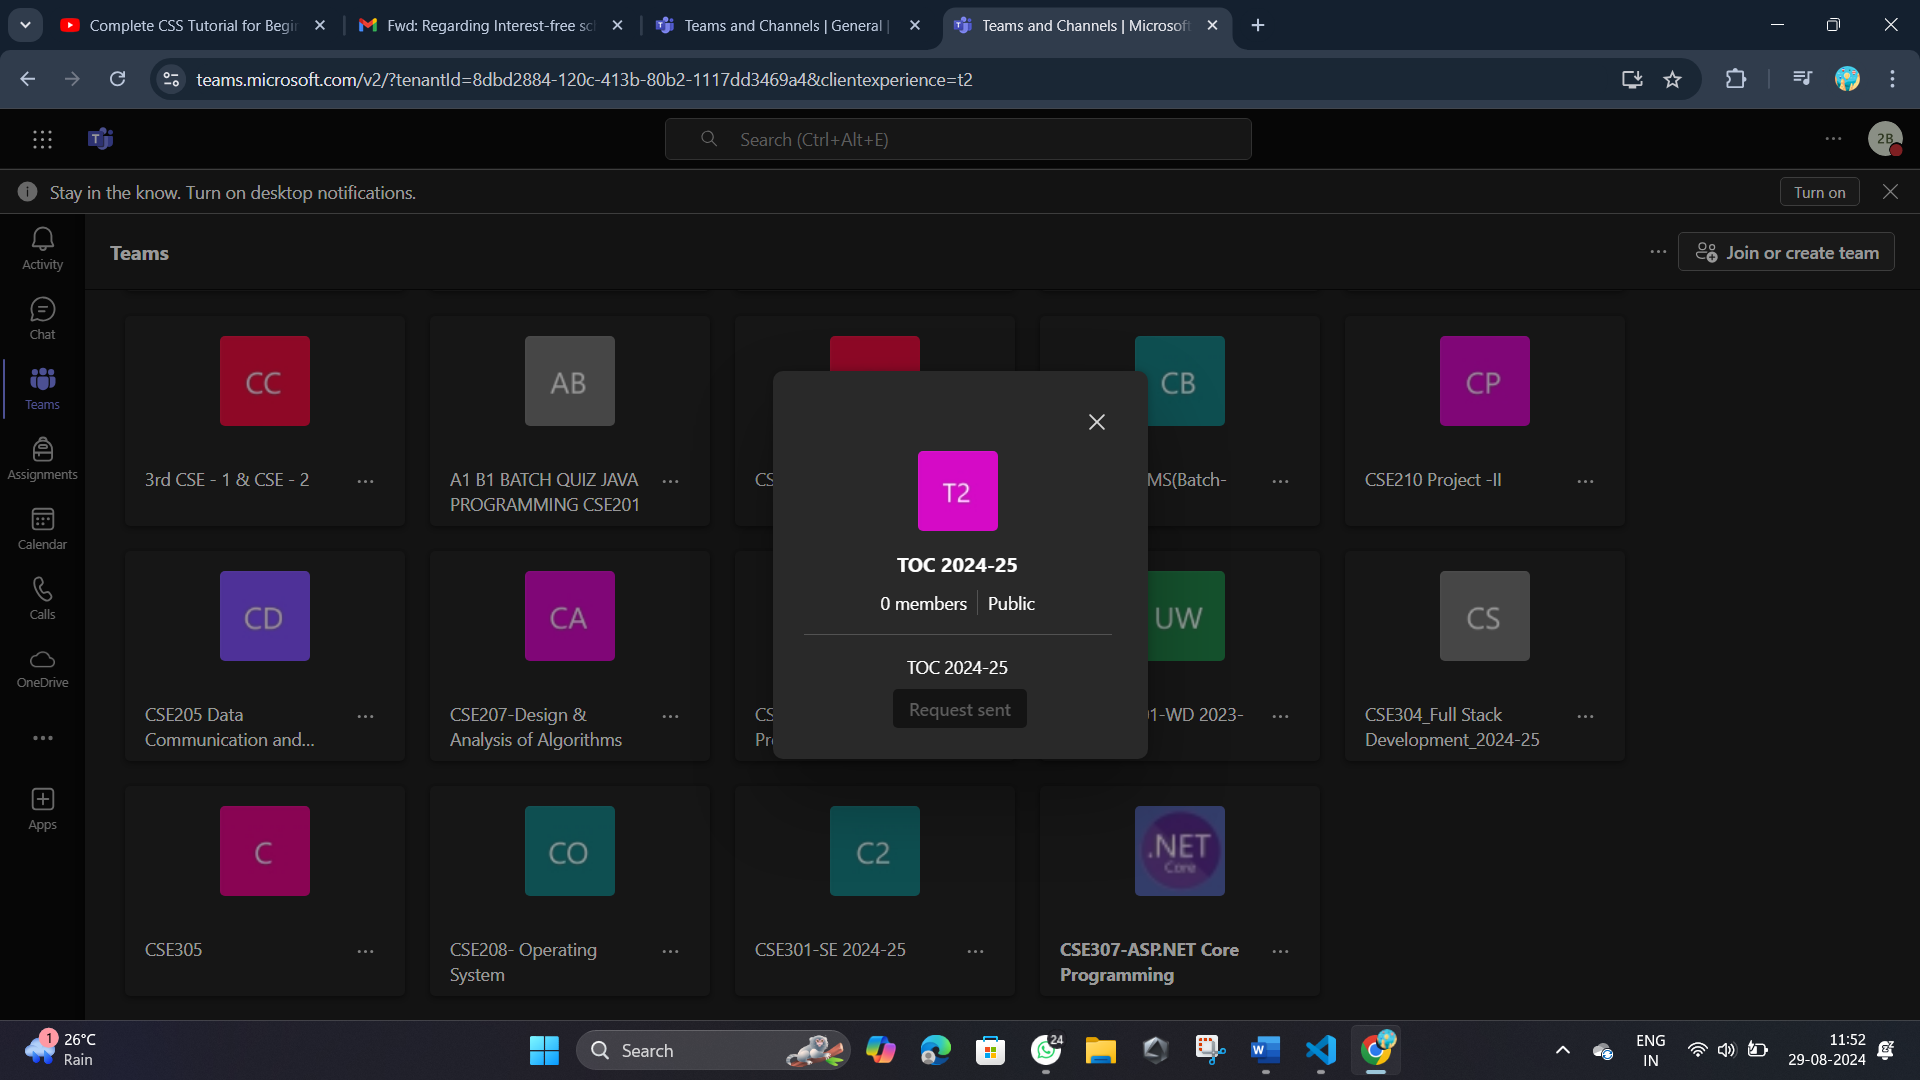 Complete CSS Tutorial for Begi
Fwd: Regarding Interest-free sc
Teams and Channels | General |
Teams and Channels | Microsoft
teams.microsoft.com/v2/?tenantId=8dbd2884-120c-413b-80b2-1117dd3469a4&clientexperience=t2
Search (Ctrl+Alt+E)
2B
Stay in the know. Turn on desktop notifications.
Turn on
Activity
Chat
Teams
Assignments
Calendar
Calls
OneDrive
Apps
Teams
Join or create team
CC
3rd CSE - 1 & CSE - 2
AB
A1 B1 BATCH QUIZ JAVA
PROGRAMMING CSE201
CS
CB
MS(Batch-
CP
CSE210 Project -II
CD
CSE205 Data
Communication and...
CA
CSE207-Design &
Analysis of Algorithms
CS
Pr
UW
01-WD 2023-
CS
CSE304_Full Stack
Development_2024-25
C
CSE305
CO
CSE208- Operating
System
C2
CSE301-SE 2024-25
.NET
Core
CSE307-ASP.NET Core
Programming
T2
TOC 2024-25
0 members | Public
TOC 2024-25
Request sent
1
26°C
Rain
Search
24
ENG
IN
11:52
29-08-2024